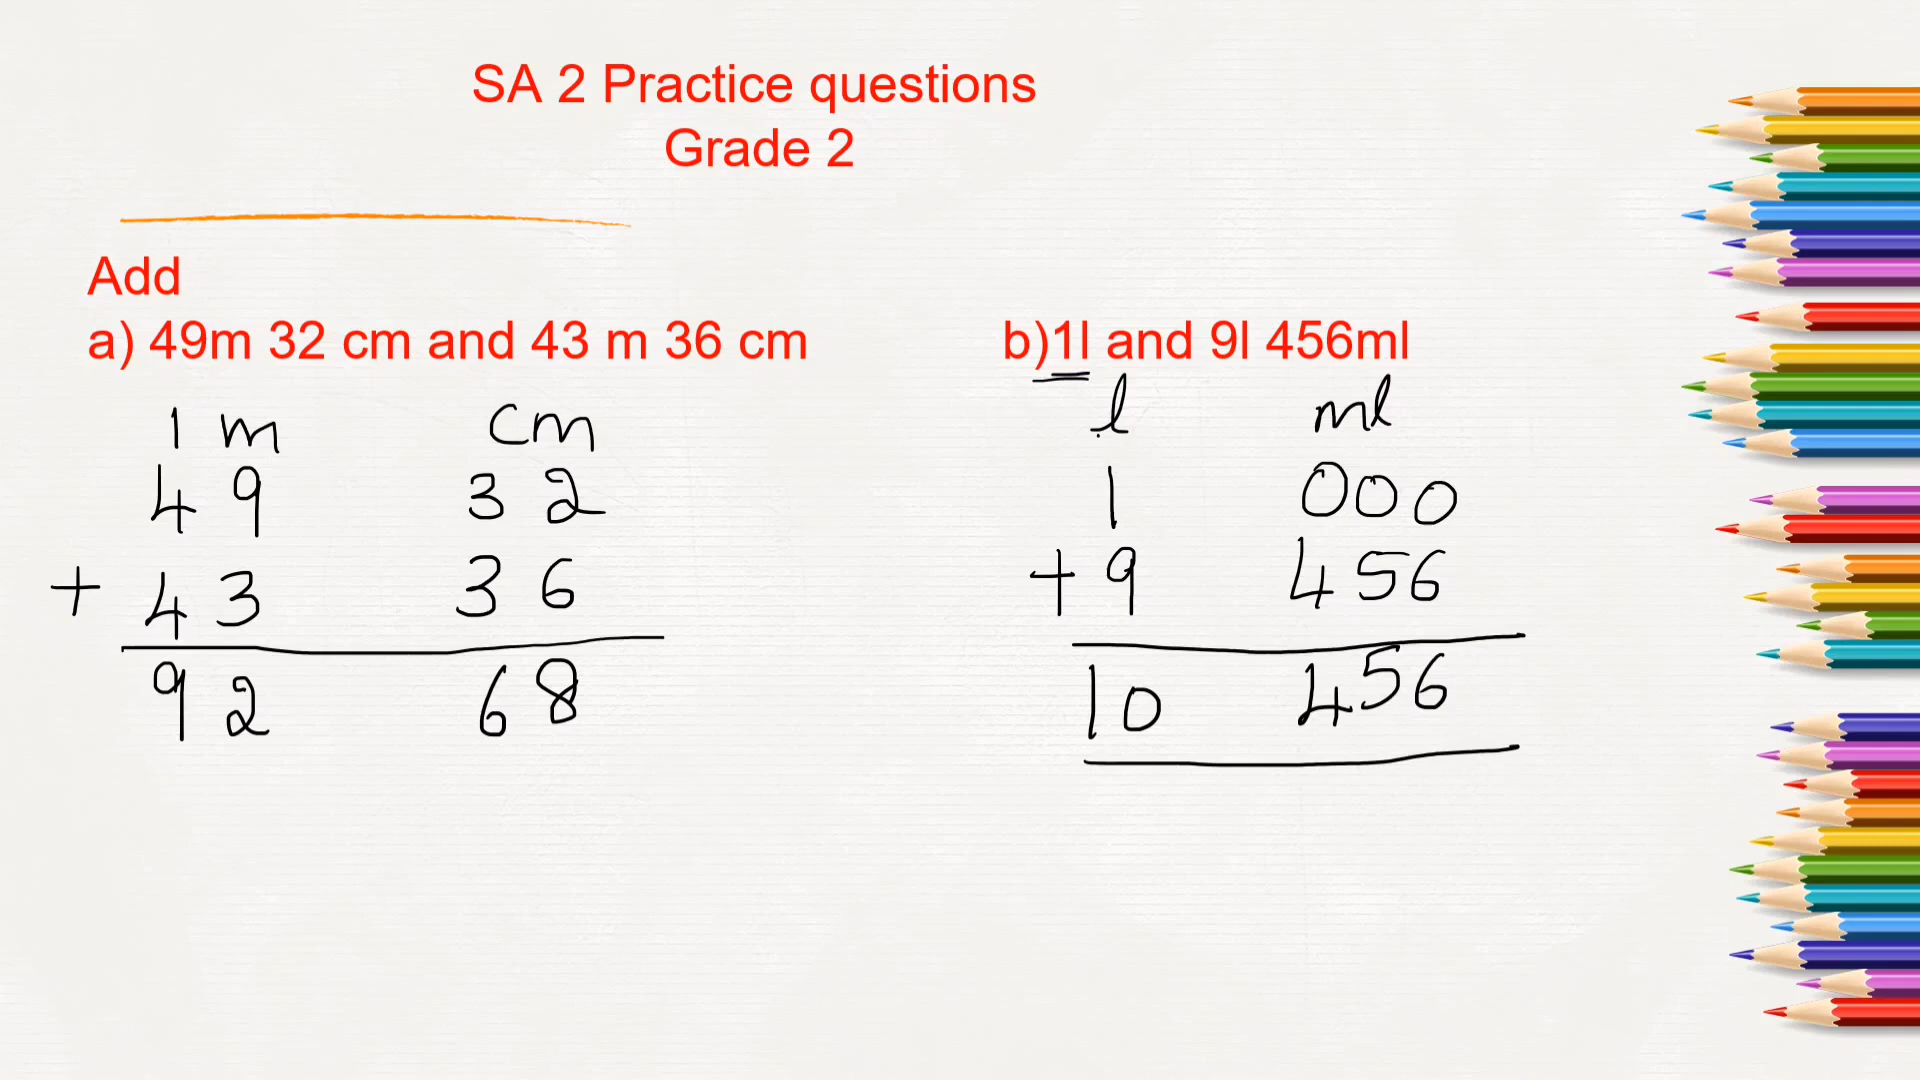 SA 2 Practice questions
Grade 2
Add
a) 49m 32 cm and 43 m 36 cm
1 m cm
4 9 3 2
+ 4 3 3 6
9 2 6 8
b)1l and 9l 456ml
l ml
1 000
+ 9 456
10 456